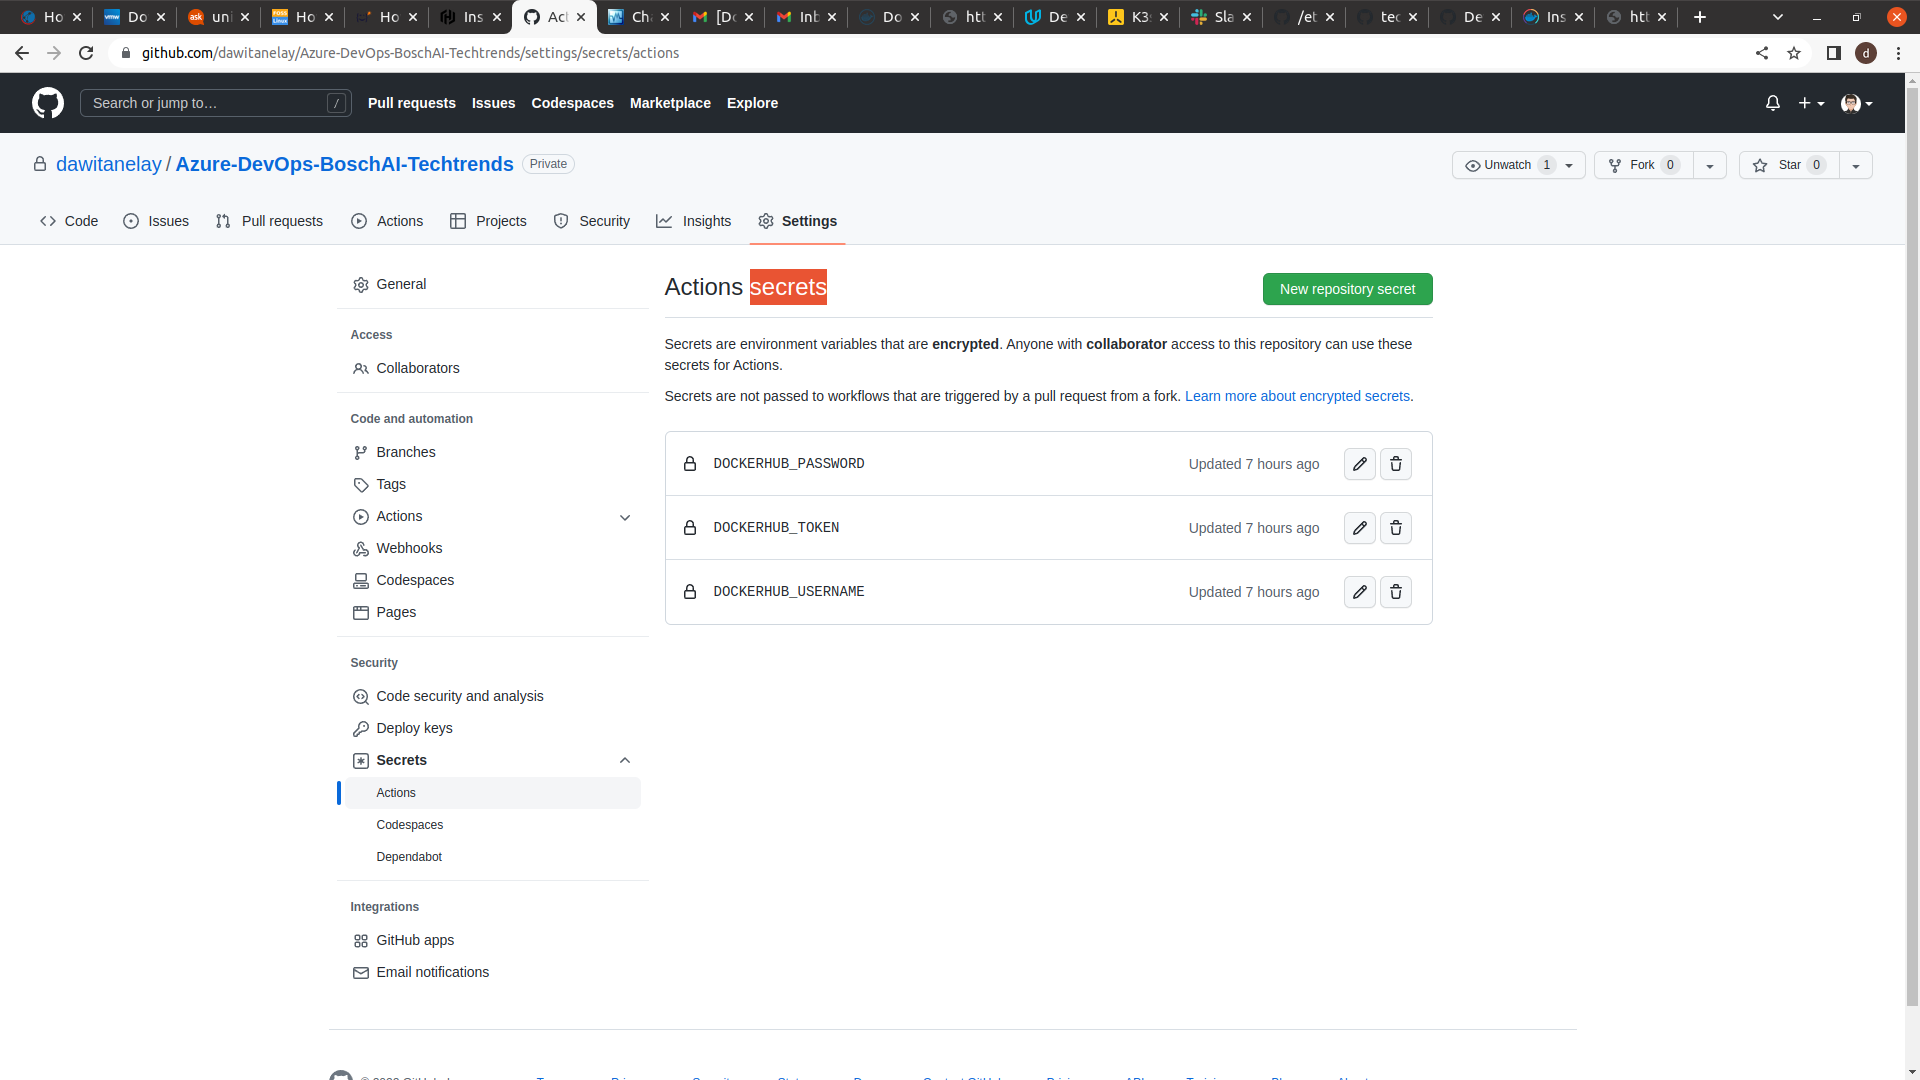 Ho
Do
uni
Ho
Ho
Ins
Act
Cha
[Do
Inb
Do
htt
De
K3s
Sla
/et
tec
De
Ins
htt
github.com/dawitanelay/Azure-DevOps-BoschAI-Techtrends/settings/secrets/actions
d
Search or jump to…
/
Pull requests
Issues
Codespaces
Marketplace
Explore
dawitanelay / Azure-DevOps-BoschAI-Techtrends
Private
Unwatch 1
Fork 0
Star 0
Code
Issues
Pull requests
Actions
Projects
Security
Insights
Settings
General
Access
Collaborators
Code and automation
Branches
Tags
Actions
Webhooks
Codespaces
Pages
Security
Code security and analysis
Deploy keys
Secrets
Actions
Codespaces
Dependabot
Integrations
GitHub apps
Email notifications
Actions secrets
New repository secret
Secrets are environment variables that are encrypted. Anyone with collaborator access to this repository can use these
secrets for Actions.
Secrets are not passed to workflows that are triggered by a pull request from a fork. Learn more about encrypted secrets.
DOCKERHUB_PASSWORD
Updated 7 hours ago
DOCKERHUB_TOKEN
Updated 7 hours ago
DOCKERHUB_USERNAME
Updated 7 hours ago